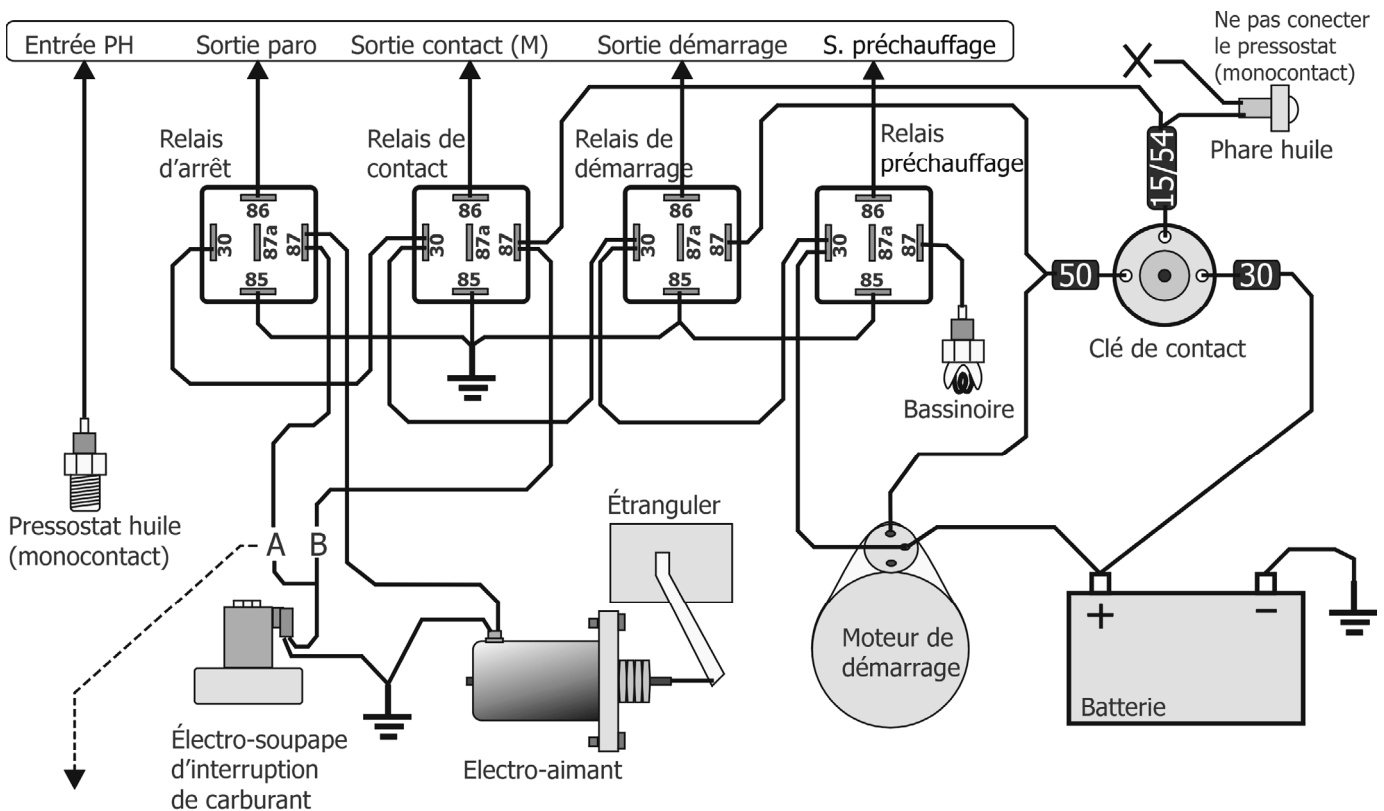 Entrée PH
Sortie paro
Sortie contact (M)
Sortie démarrage
S. préchauffage
Ne pas conecter
le pressostat
(monocontact)
Phare huile
Relais
d'arrêt
Relais de
contact
Relais de
démarrage
Relais
préchauffage
86
30
87a
87
85
86
30
87a
87
85
86
30
87a
87
85
86
30
87a
87
85
15/54
50
30
Clé de contact
Bassinoire
Pressostat huile
(monocontact)
A
B
Étranguler
Moteur de
démarrage
+
−
Batterie
Électro-soupape
d'interruption
de carburant
Electro-aimant